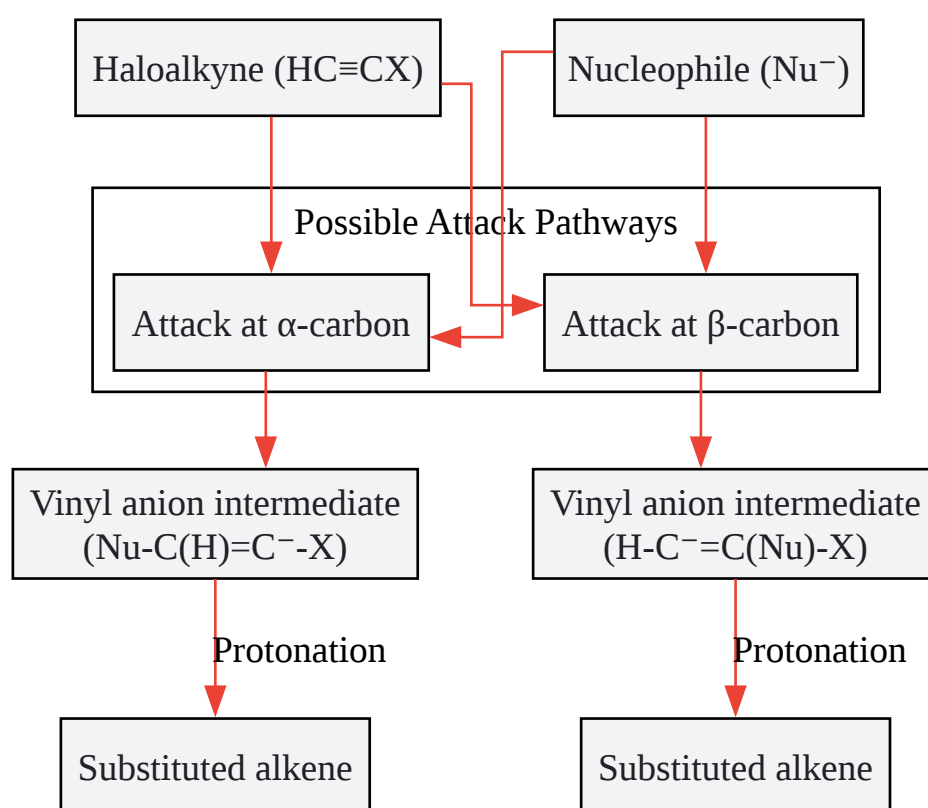 Haloalkyne (HC≡CX)
Nucleophile (Nu⁻)
Possible Attack Pathways
Attack at α-carbon
Attack at β-carbon
Vinyl anion intermediate
(Nu-C(H)=C⁻-X)
Vinyl anion intermediate
(H-C⁻=C(Nu)-X)
Protonation
Protonation
Substituted alkene
Substituted alkene